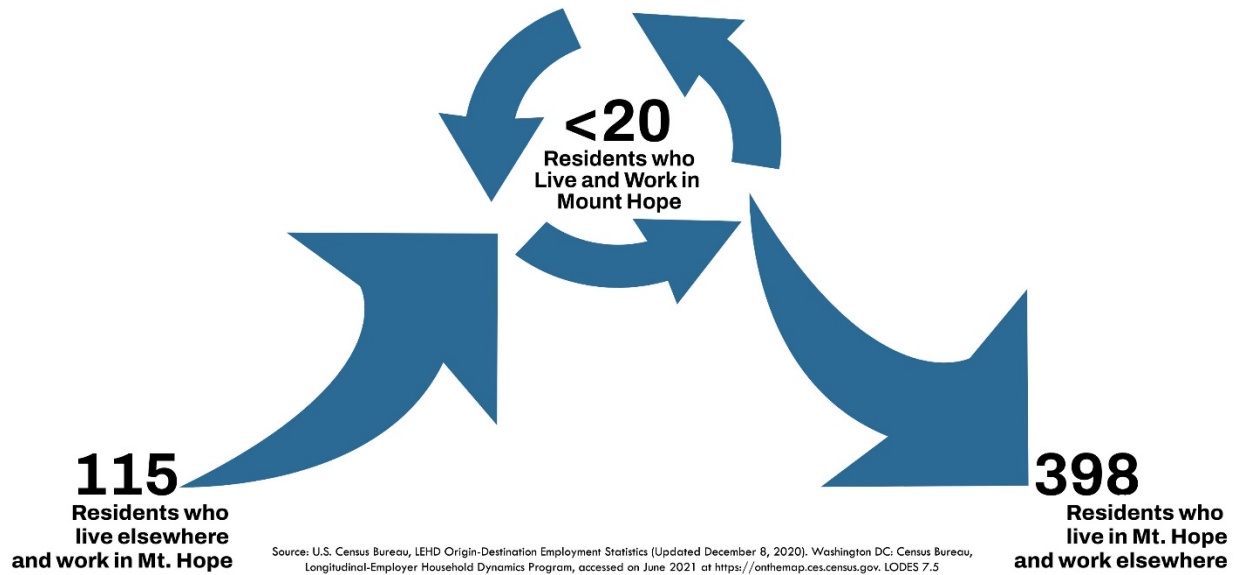 <20
Residents who
Live and Work in
Mount Hope
115
Residents who
live elsewhere
and work in Mt. Hope
398
Residents who
live in Mt. Hope
and work elsewhere
Source: U.S. Census Bureau, LEHD Origin-Destination Employment Statistics (Updated December 8, 2020). Washington DC: Census Bureau,
Longitudinal-Employer Household Dynamics Program, accessed on June 2021 at https://onthemap.ces.census.gov. LODES 7.5